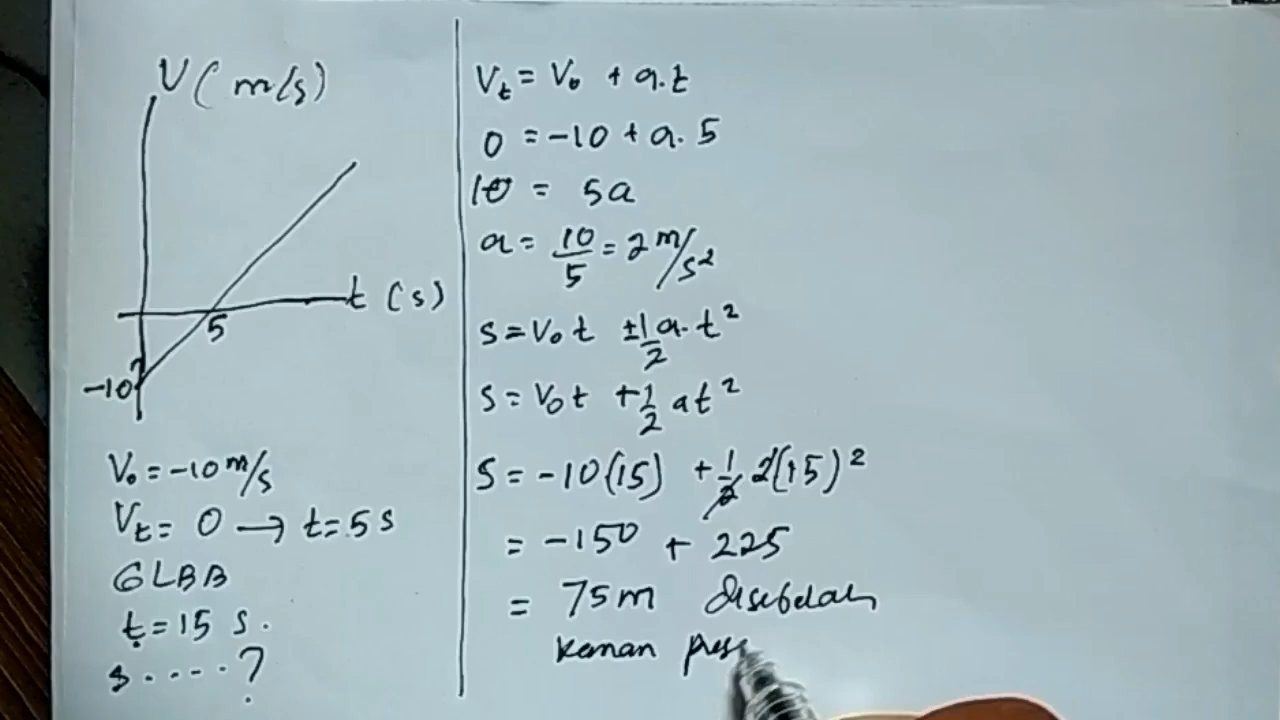 V (m/s)
t (s)
5
-10
V₀ = -10 m/s
Vt = 0 → t = 5 s
GLBB
t = 15 s.
s ....?
Vt = V₀ + a.t
0 = -10 + a. 5
10 = 5a
a = 10/5 = 2 m/s²
s = V₀ t ± 1/2 a. t²
s = V₀ t + 1/2 at²
S = -10(15) + 1/2 2(15)²
= -150 + 225
= 75 m disebelah
kanan